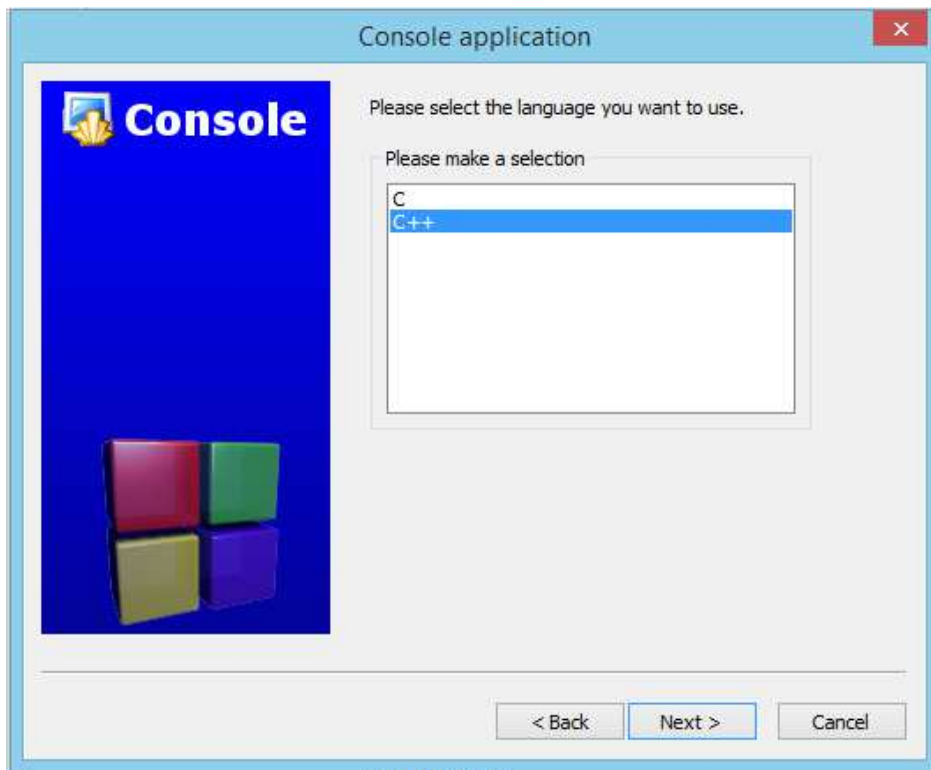 Console application
Console
Please select the language you want to use.
Please make a selection
C
C++
< Back
Next >
Cancel